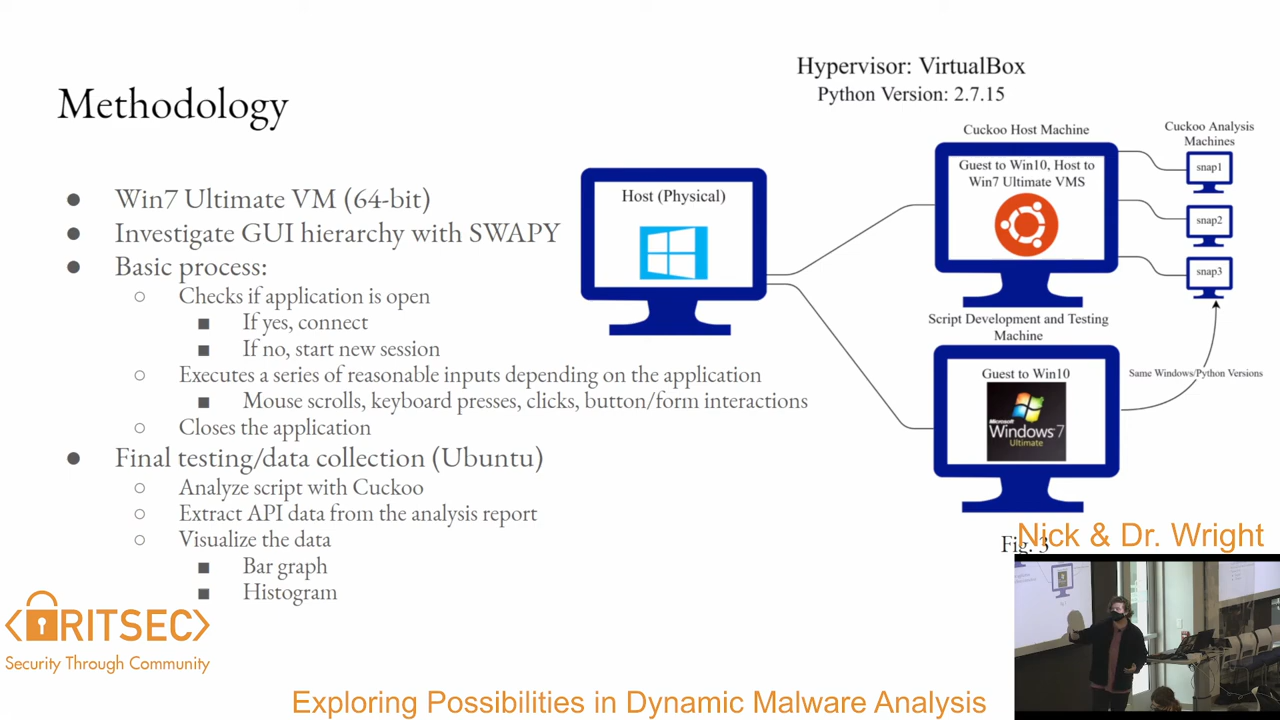 Methodology
● Win7 Ultimate VM (64-bit)
● Investigate GUI hierarchy with SWAPY
● Basic process:
○ Checks if application is open
■ If yes, connect
■ If no, start new session
○ Executes a series of reasonable inputs depending on the application
■ Mouse scrolls, keyboard presses, clicks, button/form interactions
○ Closes the application
● Final testing/data collection (Ubuntu)
○ Analyze script with Cuckoo
○ Extract API data from the analysis report
○ Visualize the data
■ Bar graph
■ Histogram
Hypervisor: VirtualBox
Python Version: 2.7.15
Host (Physical)
Cuckoo Host Machine
Guest to Win10, Host to
Win7 Ultimate VMS
Cuckoo Analysis
Machines
snap1
snap2
snap3
Script Development and Testing
Machine
Guest to Win10
Microsoft
Windows 7
Ultimate
Same Windows/Python Versions
Fig. 3
Nick & Dr. Wright
RITSEC
Security Through Community
Exploring Possibilities in Dynamic Malware Analysis